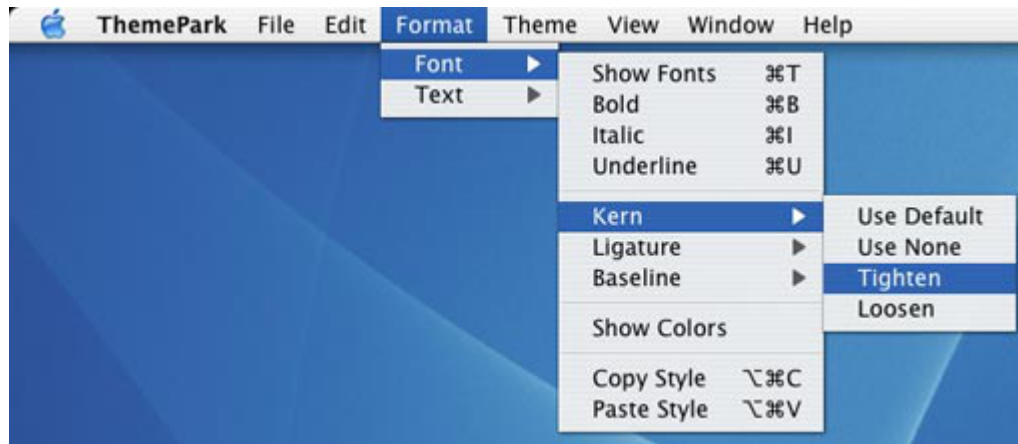 ThemePark File Edit Format Theme View Window Help
Font
Text
Show Fonts ⌘T
Bold ⌘B
Italic ⌘I
Underline ⌘U
Kern
Ligature
Baseline
Show Colors
Copy Style ⌥⌘C
Paste Style ⌥⌘V
Use Default
Use None
Tighten
Loosen